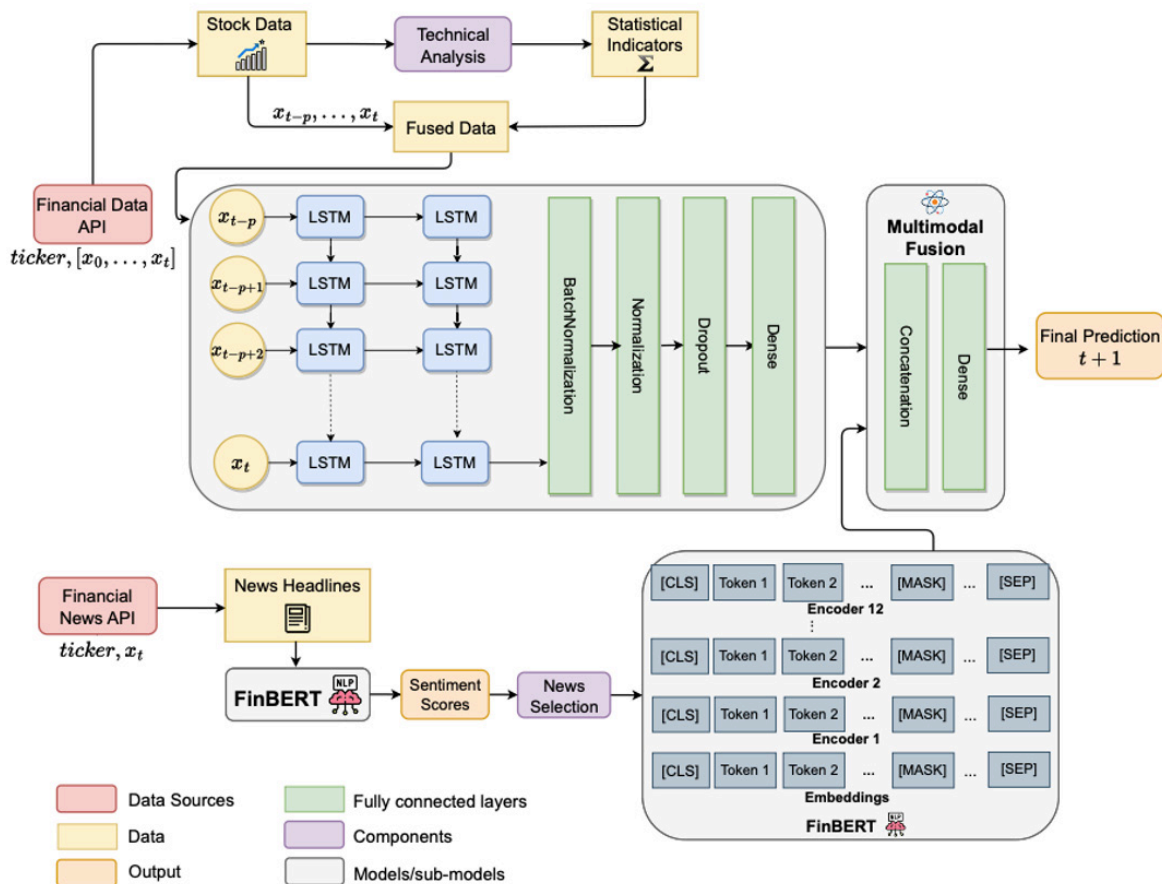 Stock Data
Technical
Analysis
Statistical
Indicators
Σ
x_{t-p}, ..., x_t
Fused Data
Financial Data
API
ticker, [x_0, ..., x_t]
x_{t-p}
LSTM
LSTM
x_{t-p+1}
LSTM
LSTM
x_{t-p+2}
LSTM
LSTM
x_t
LSTM
LSTM
BatchNormalization
Normalization
Dropout
Dense
Multimodal
Fusion
Concatenation
Dense
Final Prediction
t + 1
Financial
News API
ticker, x_t
News Headlines
NLP
FinBERT
Sentiment
Scores
News
Selection
[CLS] Token 1 Token 2 ... [MASK] ... [SEP]
Encoder 12
⋮
[CLS] Token 1 Token 2 ... [MASK] ... [SEP]
Encoder 2
[CLS] Token 1 Token 2 ... [MASK] ... [SEP]
Encoder 1
[CLS] Token 1 Token 2 ... [MASK] ... [SEP]
Embeddings
FinBERT NLP
Data Sources
Data
Output
Fully connected layers
Components
Models/sub-models